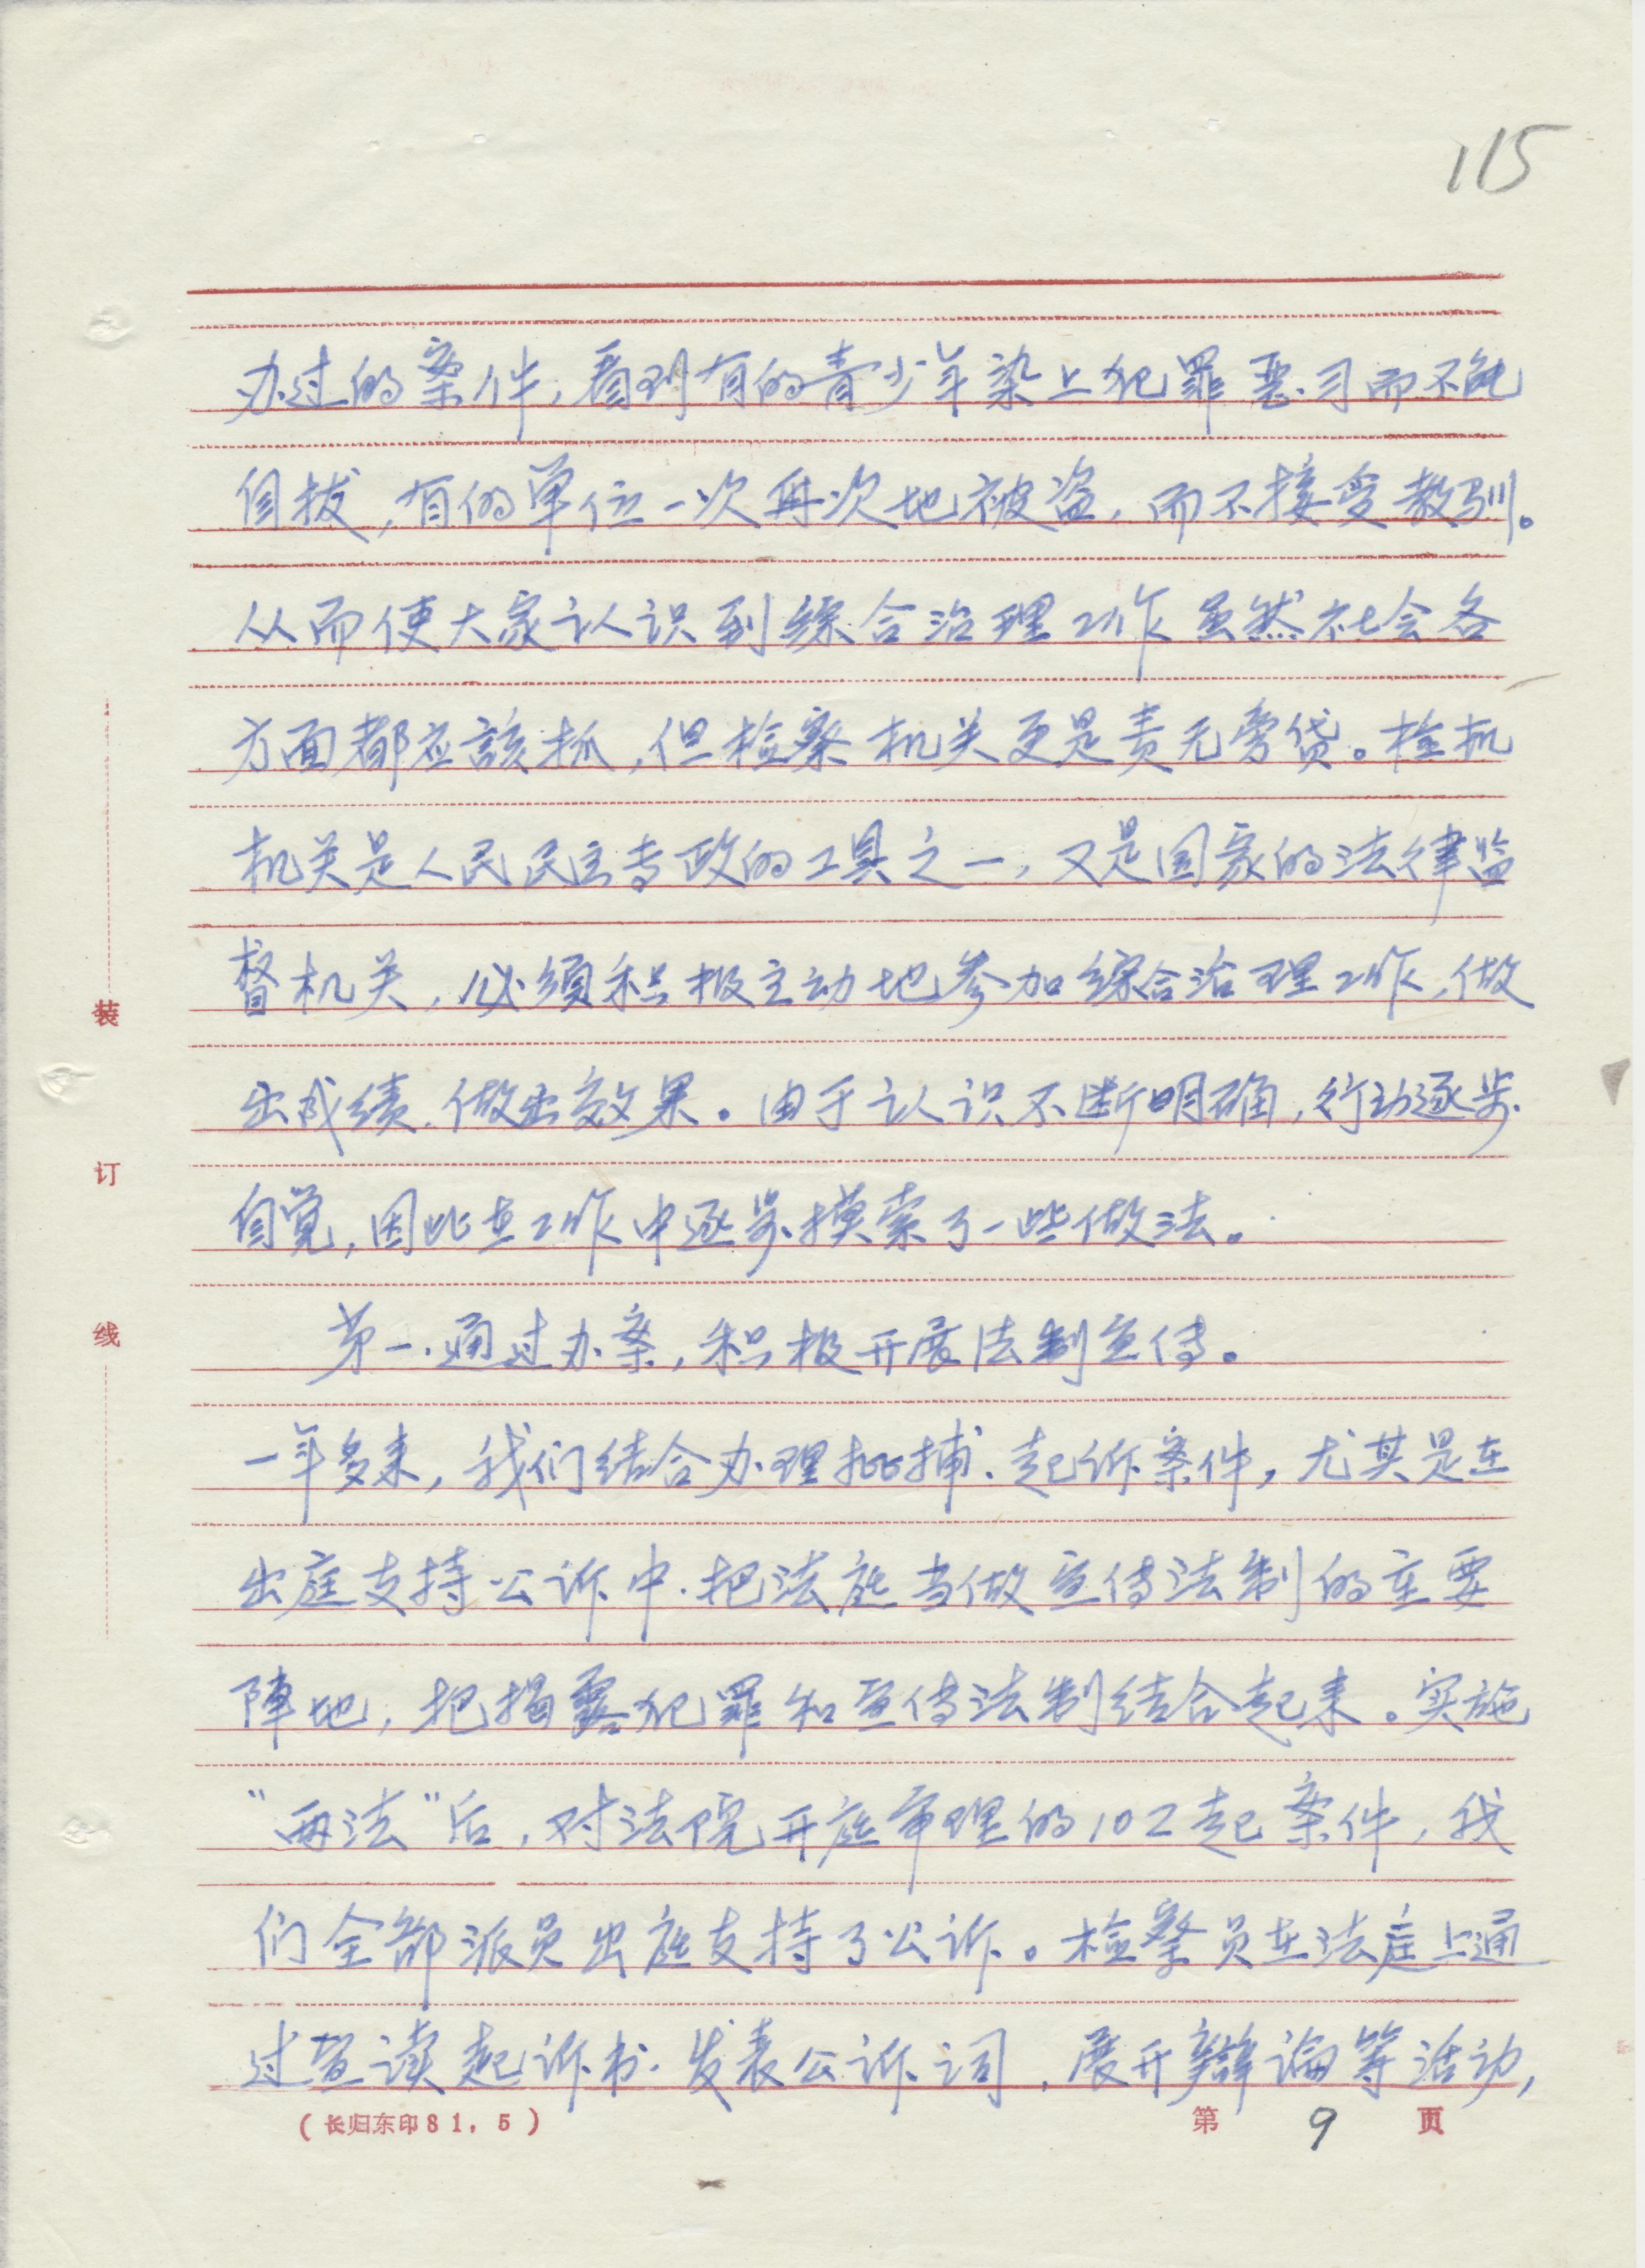 115
办过的案件，看到有的青少年染上犯罪恶习而不能
自拔，有的单位一次再次地被盗，而不接受教驯。
从而使大家认识到综合治理工作虽然社会各
方面都应該抓，但检察机关更是责无旁贷。检机
机关是人民民主专政的工具之一，又是国家的法律监
督机关，必须积极主动地参加综合治理工作，做
出成绩、做出效果。由于认识不断明确，行动逐步
自觉，因此在工作中逐步摸索了一些做法。
第一、通过办案，积极开展法制宣传。
一年多来，我们结合办理批捕、起诉案件，尤其是在
出庭支持公诉中、把法庭当做宣传法制的重要
陣地，把揭露犯罪和宣传法制结合起来。实施
“两法”后，对法院开庭审理的102起案件，我
们全部派员出庭支持了公诉。检察员在法庭上通
过宣读起诉书、发表公诉词，展开辩論等活动，
装
订
线
(长归东印81.5)
第 9 页